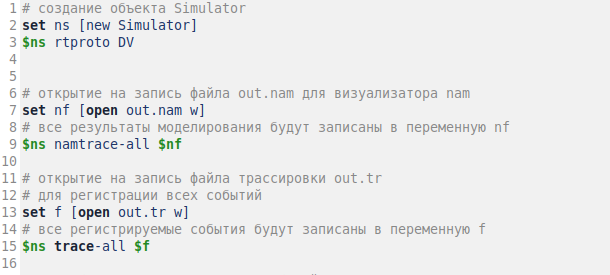 1 # создание объекта Simulator
2 set ns [new Simulator]
3 $ns rtproto DV
4
5
6 # открытие на запись файла out.nam для визуализатора nam
7 set nf [open out.nam w]
8 # все результаты моделирования будут записаны в переменную nf
9 $ns namtrace-all $nf
10
11 # открытие на запись файла трассировки out.tr
12 # для регистрации всех событий
13 set f [open out.tr w]
14 # все регистрируемые события будут записаны в переменную f
15 $ns trace-all $f
16